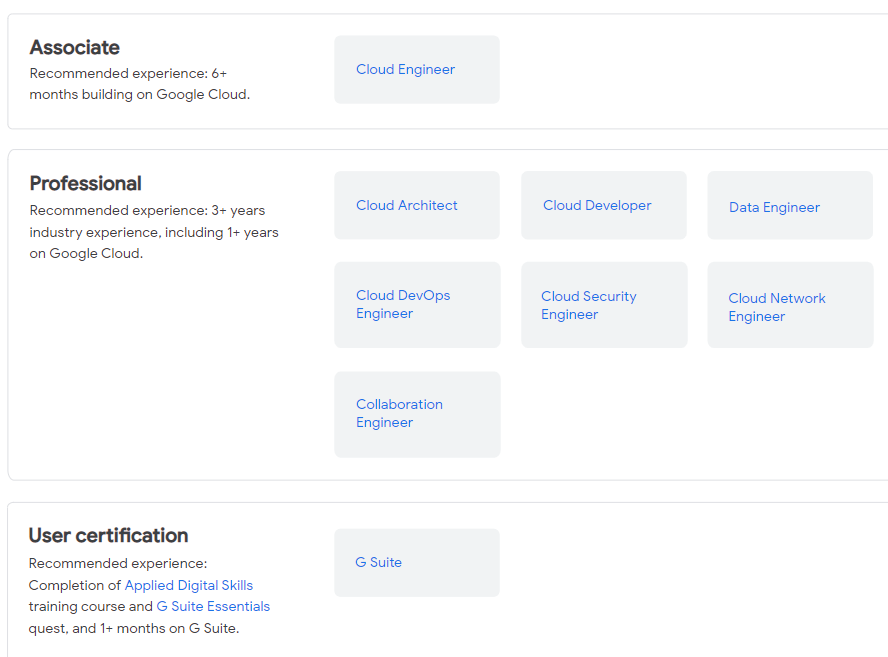 Associate
Recommended experience: 6+
months building on Google Cloud.
Cloud Engineer
Professional
Recommended experience: 3+ years
industry experience, including 1+ years
on Google Cloud.
Cloud Architect
Cloud Developer
Data Engineer
Cloud DevOps
Engineer
Cloud Security
Engineer
Cloud Network
Engineer
Collaboration
Engineer
User certification
Recommended experience:
Completion of Applied Digital Skills
training course and G Suite Essentials
quest, and 1+ months on G Suite.
G Suite